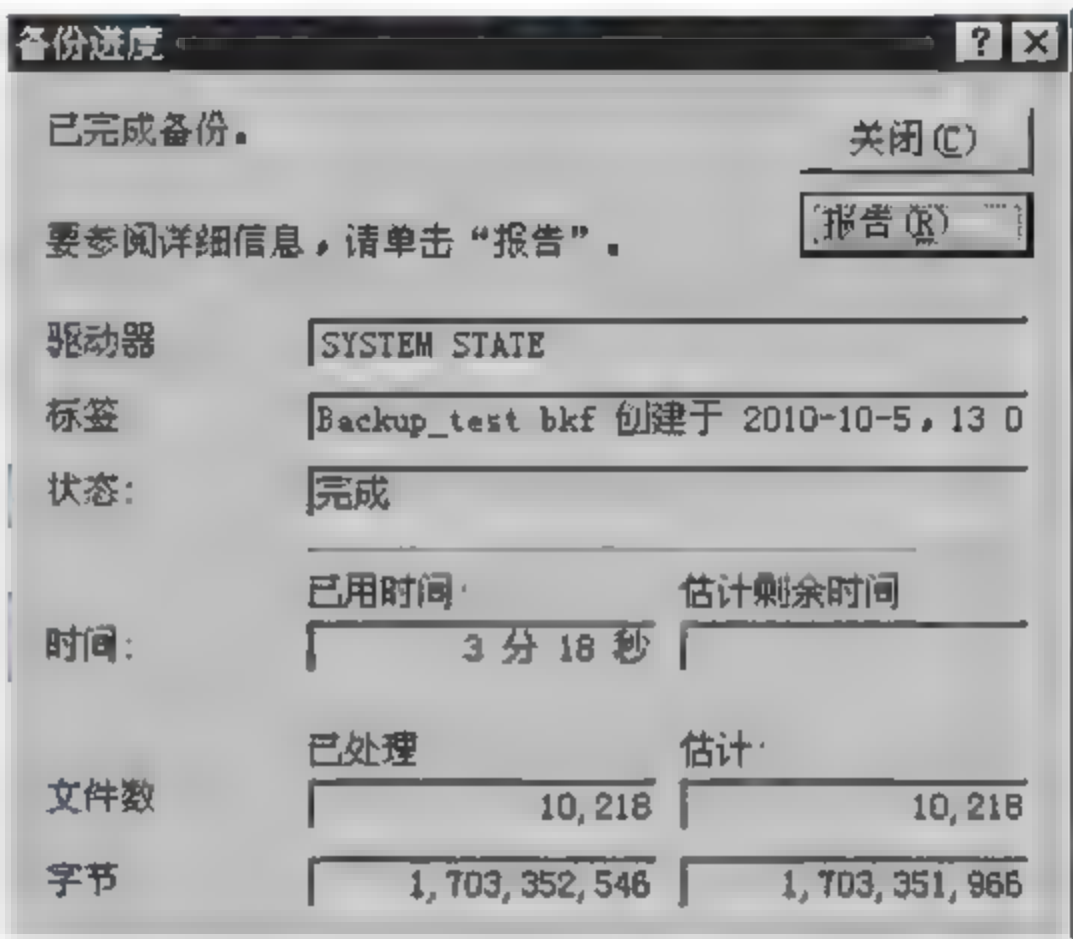 备份进度
已完成备份。
关闭(C)
要参阅详细信息，请单击“报告”。
报告(R)
驱动器
SYSTEM STATE
标签
Backup_test bkf 创建于 2010-10-5，13 0
状态:
完成
已用时间:
估计剩余时间
时间:
3 分 18 秒
已处理
估计:
文件数
10,218
10,218
字节
1,703,352,546
1,703,351,966